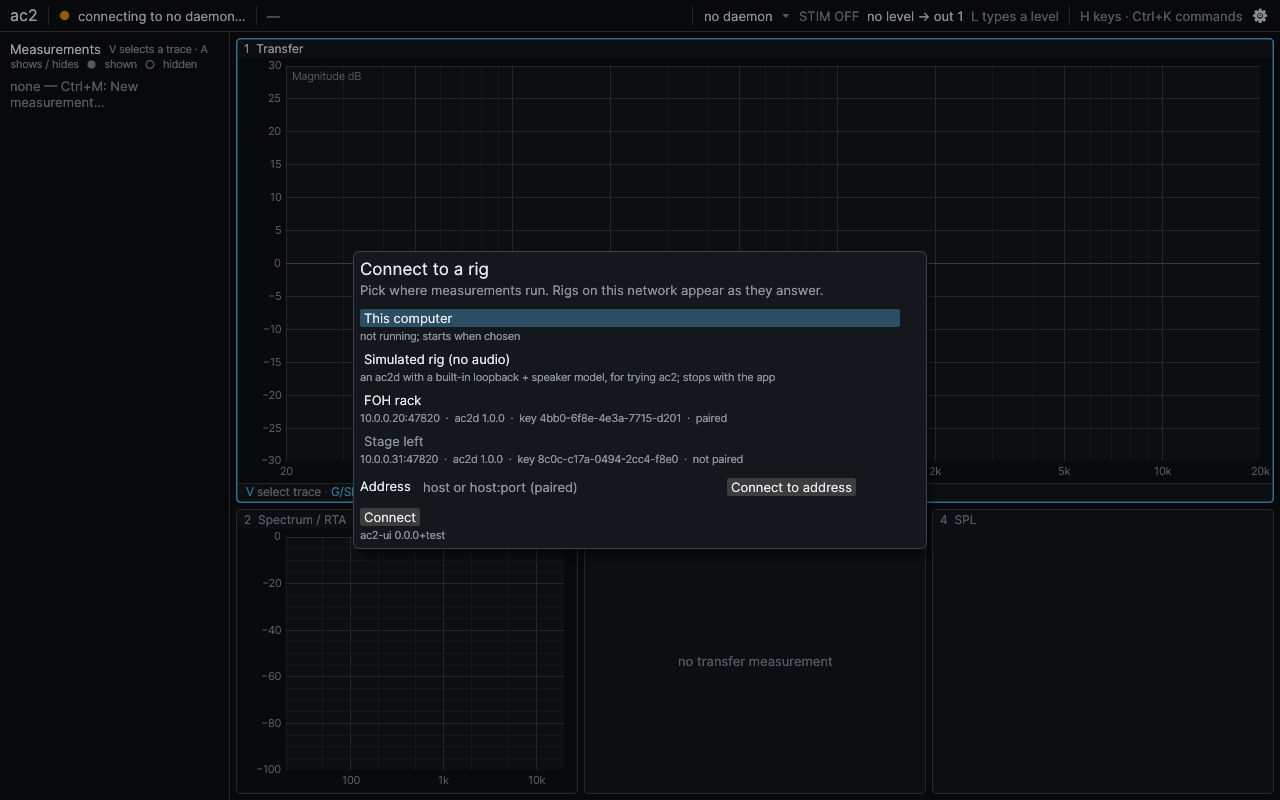 ac2 connecting to no daemon... — no daemon STIM OFF no level → out 1 L types a level H keys · Ctrl+K commands
Measurements V selects a trace · A
shows / hides shown hidden
none — Ctrl+M: New
measurement...
1 Transfer
Magnitude dB
30
25
20
15
10
5
0
−5
−10
−15
−20
−25
−30
20 2k 5k 10k 20k
V select trace · G/S
Connect to a rig
Pick where measurements run. Rigs on this network appear as they answer.
This computer
not running; starts when chosen
Simulated rig (no audio)
an ac2d with a built-in loopback + speaker model, for trying ac2; stops with the app
FOH rack
10.0.0.20:47820 · ac2d 1.0.0 · key 4bb0-6f8e-4e3a-7715-d201 · paired
Stage left
10.0.0.31:47820 · ac2d 1.0.0 · key 8c0c-c17a-0494-2cc4-f8e0 · not paired
Address host or host:port (paired) Connect to address
Connect
ac2-ui 0.0.0+test
2 Spectrum / RTA
0
−20
−40
−60
−80
−100
100 1k 10k
no transfer measurement
4 SPL